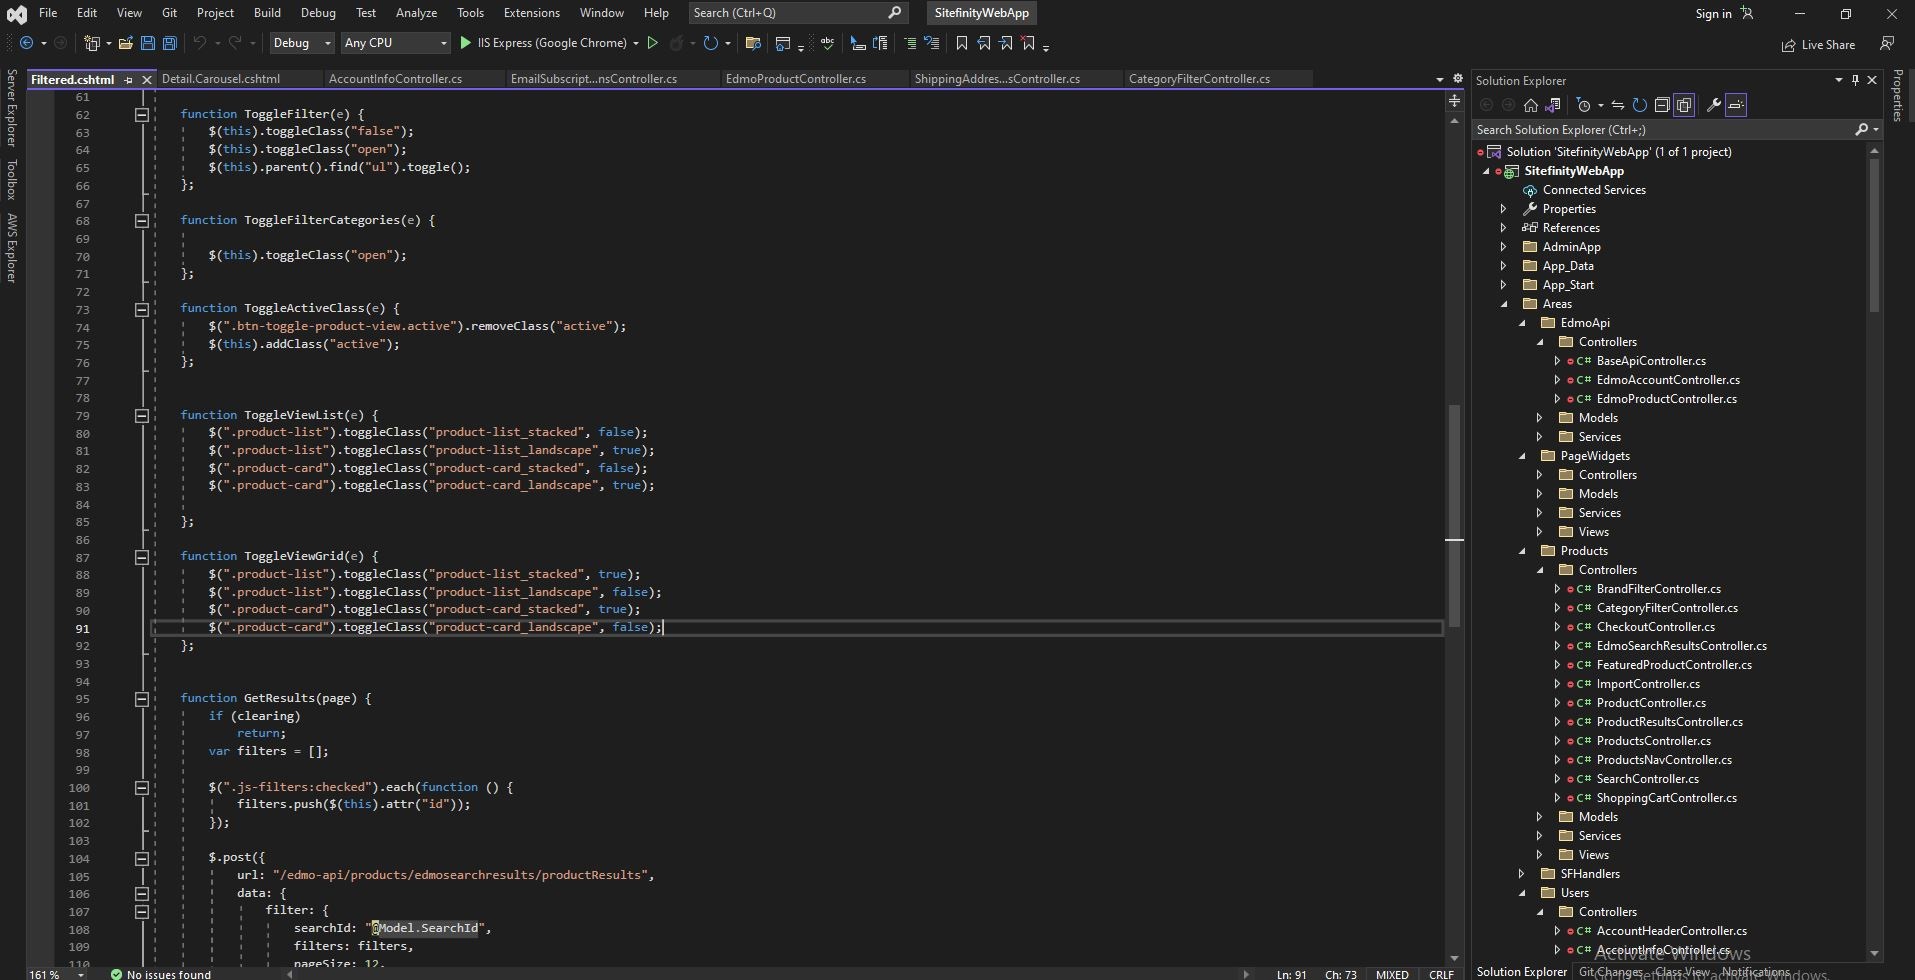 File Edit View Git Project Build Debug Test Analyze Tools Extensions Window Help Search (Ctrl+Q) SitefinityWebApp Sign in
Debug Any CPU IIS Express (Google Chrome) Live Share
Server Explorer
Toolbox
AWS Explorer
Filtered.cshtml Detail.Carousel.cshtml AccountInfoController.cs EmailSubscript...nsController.cs EdmoProductController.cs ShippingAddres...sController.cs CategoryFilterController.cs
61
62 function ToggleFilter(e) {
63 $(this).toggleClass("false");
64 $(this).toggleClass("open");
65 $(this).parent().find("ul").toggle();
66 };
67
68 function ToggleFilterCategories(e) {
69
70 $(this).toggleClass("open");
71 };
72
73 function ToggleActiveClass(e) {
74 $(".btn-toggle-product-view.active").removeClass("active");
75 $(this).addClass("active");
76 };
77
78
79 function ToggleViewList(e) {
80 $(".product-list").toggleClass("product-list_stacked", false);
81 $(".product-list").toggleClass("product-list_landscape", true);
82 $(".product-card").toggleClass("product-card_stacked", false);
83 $(".product-card").toggleClass("product-card_landscape", true);
84
85 };
86
87 function ToggleViewGrid(e) {
88 $(".product-list").toggleClass("product-list_stacked", true);
89 $(".product-list").toggleClass("product-list_landscape", false);
90 $(".product-card").toggleClass("product-card_stacked", true);
91 $(".product-card").toggleClass("product-card_landscape", false);
92 };
93
94
95 function GetResults(page) {
96 if (clearing)
97 return;
98 var filters = [];
99
100 $(".js-filters:checked").each(function () {
101 filters.push($(this).attr("id"));
102 });
103
104 $.post({
105 url: "/edmo-api/products/edmosearchresults/productResults",
106 data: {
107 filter: {
108 searchId: "@Model.SearchId",
109 filters: filters,
110 pageSize: 12,
161 % No issues found Ln: 91 Ch: 73 MIXED CRLF
Solution Explorer
Search Solution Explorer (Ctrl+;)
Solution 'SitefinityWebApp' (1 of 1 project)
SitefinityWebApp
Connected Services
Properties
References
AdminApp
App_Data
App_Start
Areas
EdmoApi
Controllers
C# BaseApiController.cs
C# EdmoAccountController.cs
C# EdmoProductController.cs
Models
Services
PageWidgets
Controllers
Models
Services
Views
Products
Controllers
C# BrandFilterController.cs
C# CategoryFilterController.cs
C# CheckoutController.cs
C# EdmoSearchResultsController.cs
C# FeaturedProductController.cs
C# ImportController.cs
C# ProductController.cs
C# ProductResultsController.cs
C# ProductsController.cs
C# ProductsNavController.cs
C# SearchController.cs
C# ShoppingCartController.cs
Models
Services
Views
SFHandlers
Users
Controllers
C# AccountHeaderController.cs
C# AccountInfoController.cs
Activate Windows
Solution Explorer Git Changes Class View Notifications
Go to Settings to activate Windows.
Properties